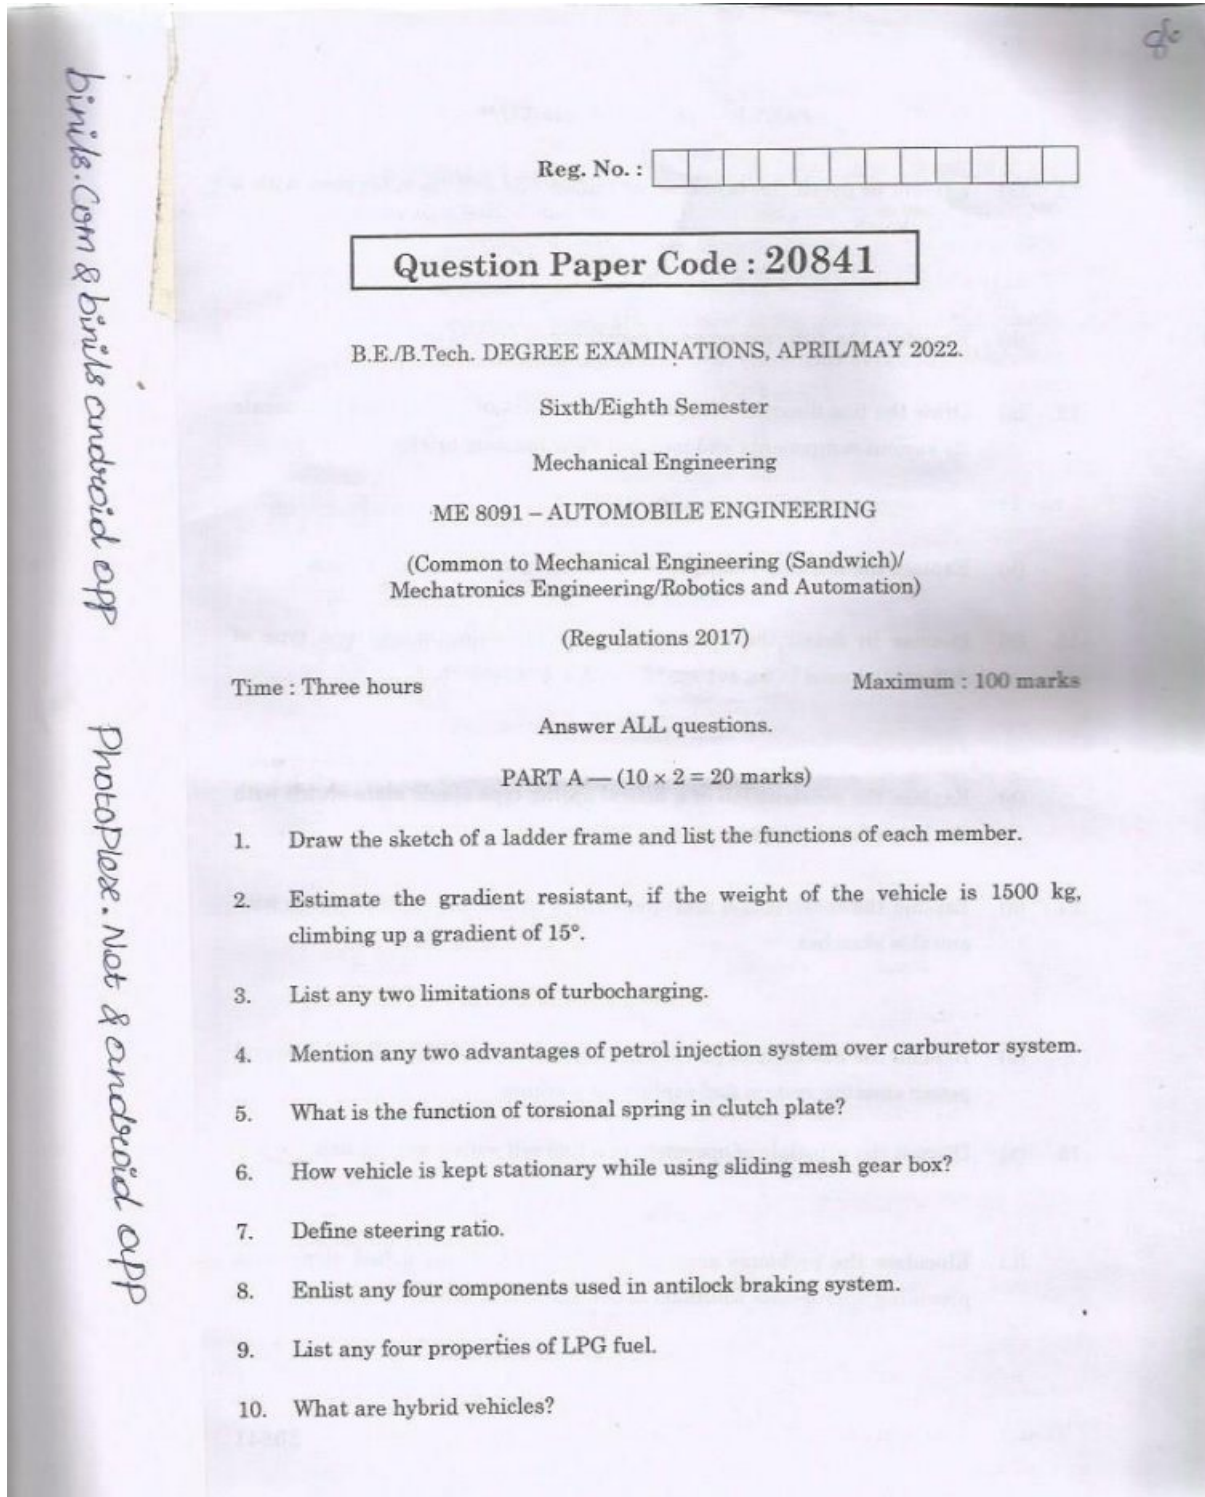 Reg. No. :
Question Paper Code : 20841
B.E./B.Tech. DEGREE EXAMINATIONS, APRIL/MAY 2022.
Sixth/Eighth Semester
Mechanical Engineering
ME 8091 – AUTOMOBILE ENGINEERING
(Common to Mechanical Engineering (Sandwich)/
Mechatronics Engineering/Robotics and Automation)
(Regulations 2017)
Time : Three hours Maximum : 100 marks
Answer ALL questions.
PART A — (10 × 2 = 20 marks)
1. Draw the sketch of a ladder frame and list the functions of each member.
2. Estimate the gradient resistant, if the weight of the vehicle is 1500 kg,
climbing up a gradient of 15°.
3. List any two limitations of turbocharging.
4. Mention any two advantages of petrol injection system over carburetor system.
5. What is the function of torsional spring in clutch plate?
6. How vehicle is kept stationary while using sliding mesh gear box?
7. Define steering ratio.
8. Enlist any four components used in antilock braking system.
9. List any four properties of LPG fuel.
10. What are hybrid vehicles?
binils.Com & binils android app
PhotoPlex.Net & android app